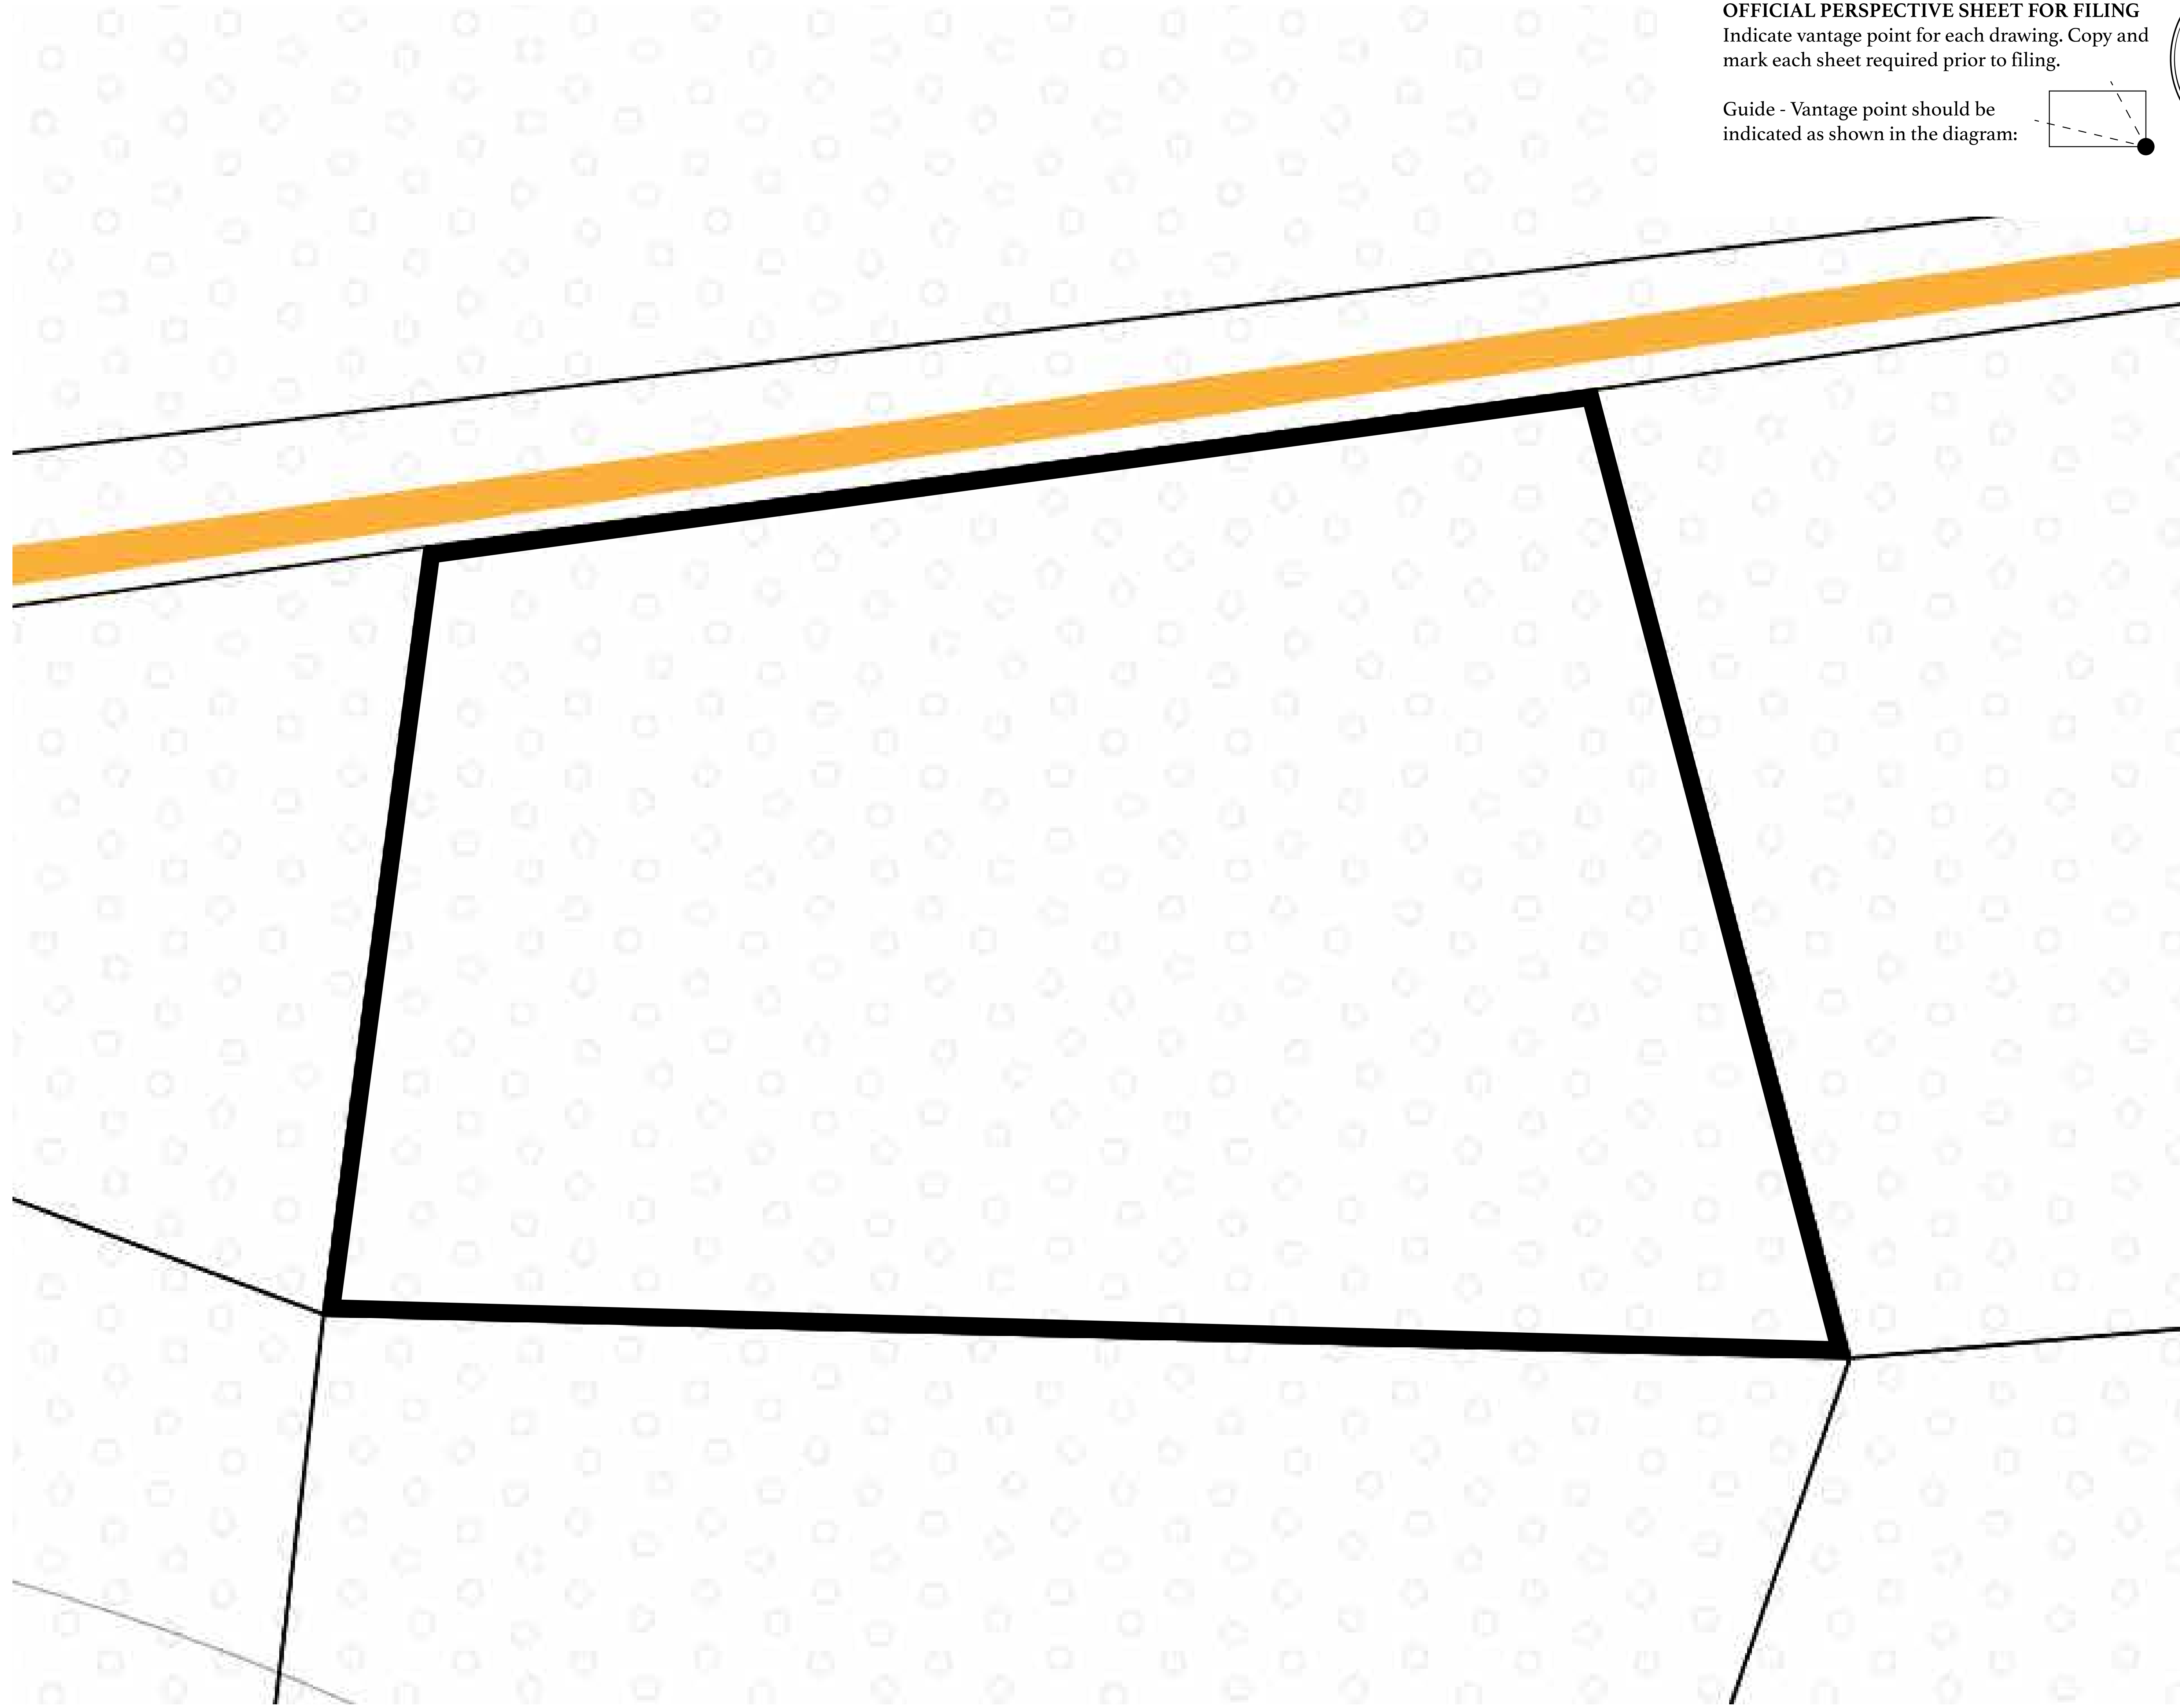 OFFICIAL PERSPECTIVE SHEET FOR FILING
Indicate vantage point for each drawing. Copy and
mark each sheet required prior to filing.
Guide - Vantage point should be
indicated as shown in the diagram: